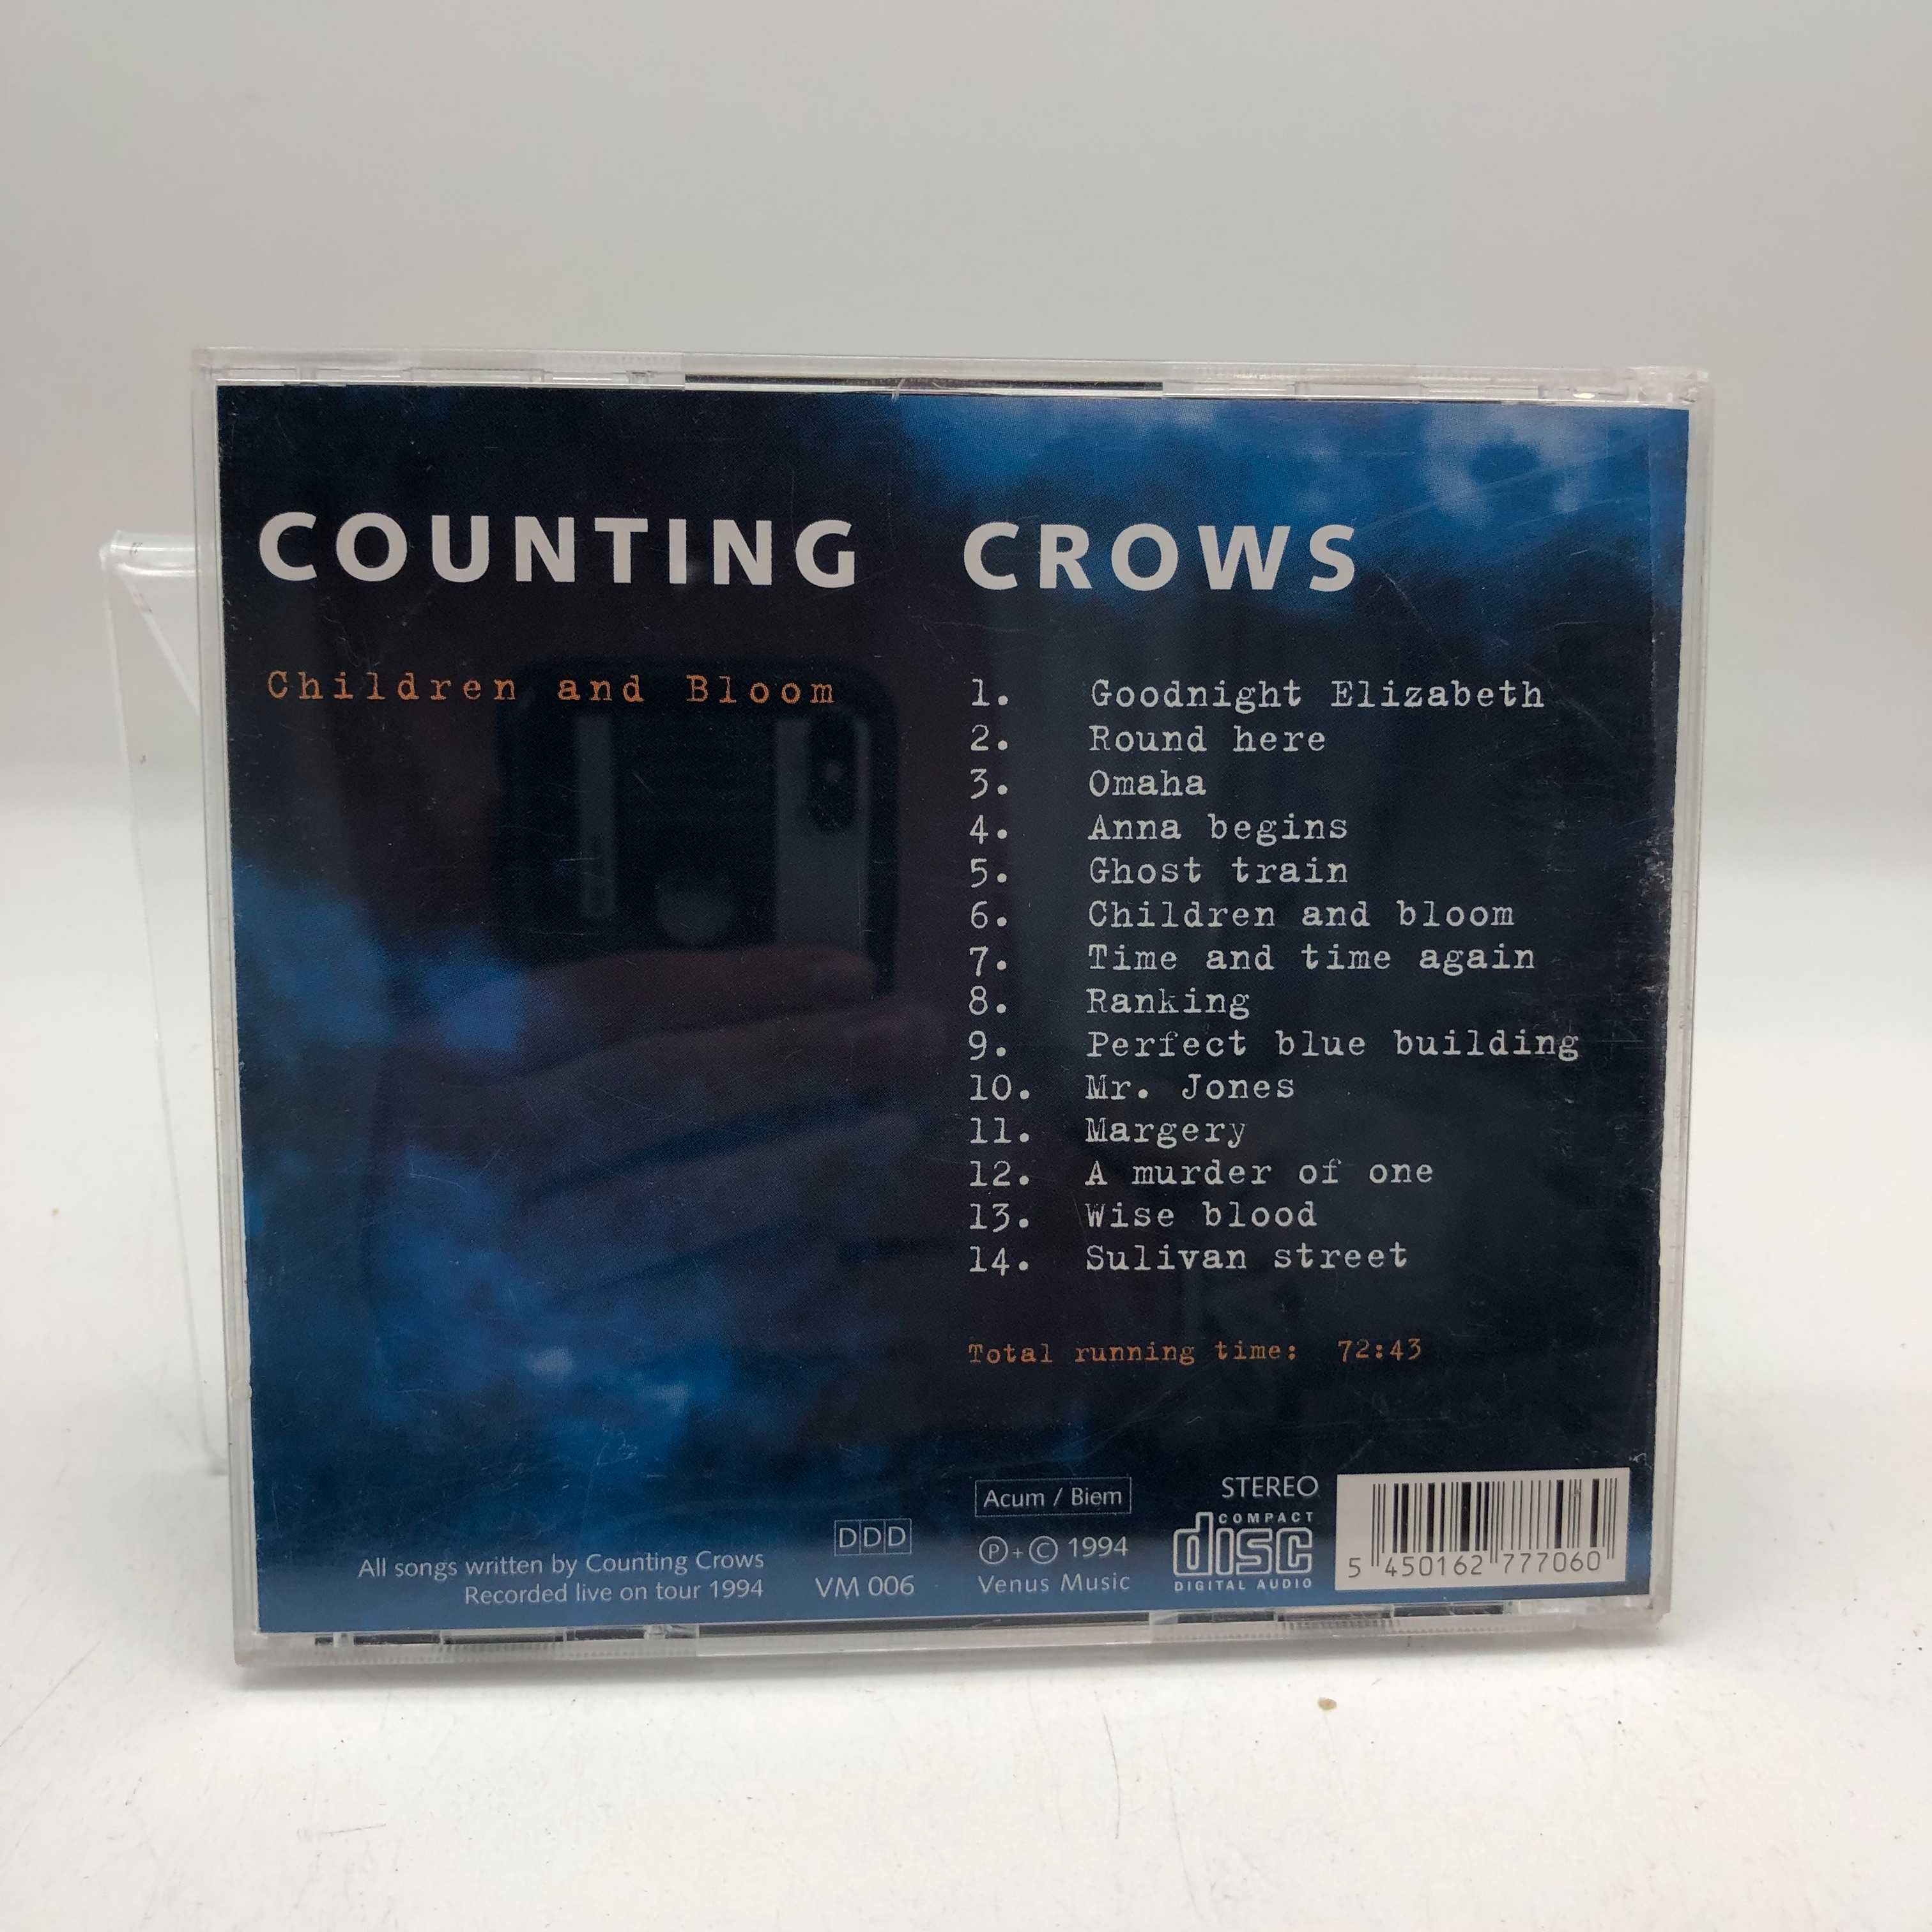 COUNTING CROWS
Children and Bloom
1. Goodnight Elizabeth
2. Round here
3. Omaha
4. Anna begins
5. Ghost train
6. Children and bloom
7. Time and time again
8. Ranking
9. Perfect blue building
10. Mr. Jones
11. Margery
12. A murder of one
13. Wise blood
14. Sulivan street
Total running time: 72:43
All songs written by Counting Crows
Recorded live on tour 1994
DDD
VM 006
Acum / Biem
Ⓟ+© 1994
Venus Music
STEREO
COMPACT
disc
DIGITAL AUDIO
5 450162 777060